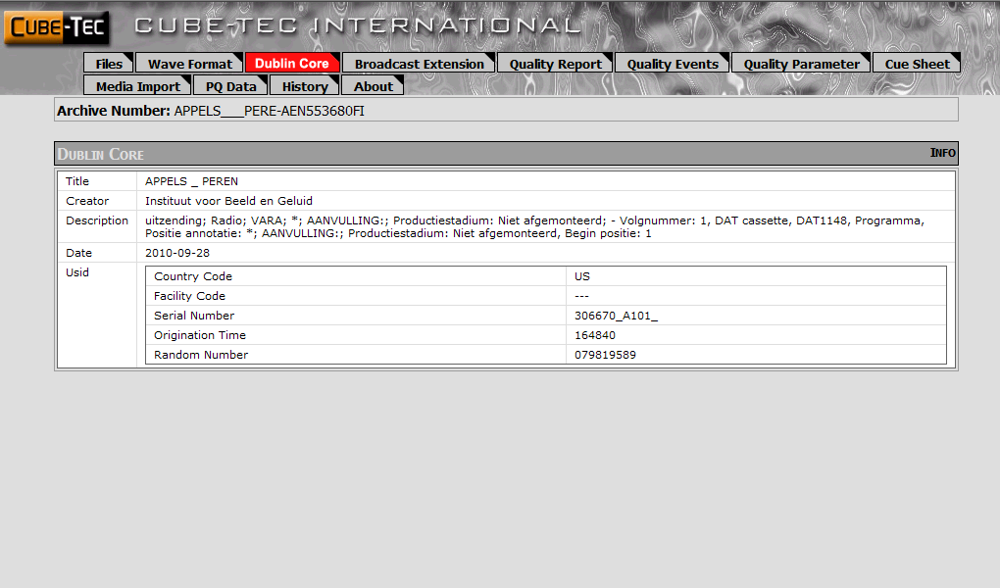 CUBE-TEC CUBE-TEC INTERNATIONAL
Files Wave Format Dublin Core Broadcast Extension Quality Report Quality Events Quality Parameter Cue Sheet
Media Import PQ Data History About
Archive Number: APPELS___PERE-AEN553680FI
DUBLIN CORE INFO
Title APPELS _ PEREN
Creator Instituut voor Beeld en Geluid
Description uitzending; Radio; VARA; *; AANVULLING:; Productiestadium: Niet afgemonteerd; - Volgnummer: 1, DAT cassette, DAT1148, Programma,
Positie annotatie: *; AANVULLING:; Productiestadium: Niet afgemonteerd, Begin positie: 1
Date 2010-09-28
Usid Country Code US
Facility Code ---
Serial Number 306670_A101_
Origination Time 164840
Random Number 079819589